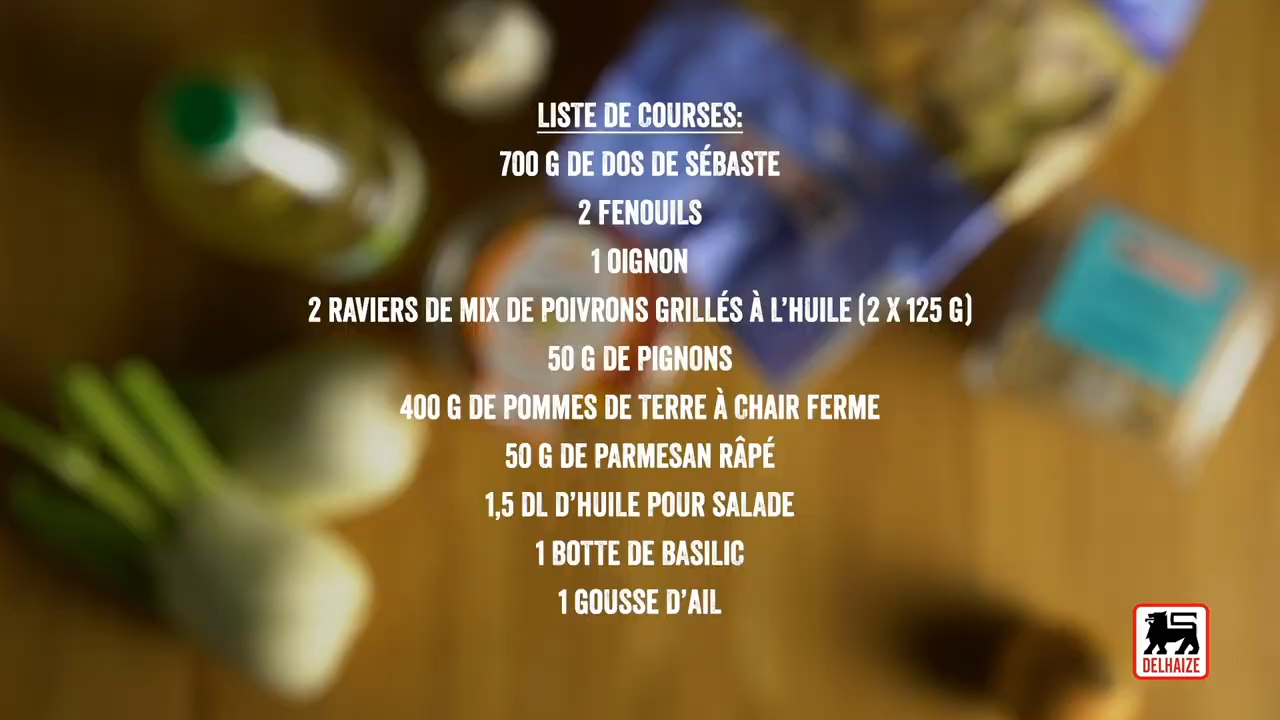 LISTE DE COURSES:
700 G DE DOS DE SÉBASTE
2 FENOUILS
1 OIGNON
2 RAVIERS DE MIX DE POIVRONS GRILLÉS À L'HUILE (2 X 125 G)
50 G DE PIGNONS
400 G DE POMMES DE TERRE À CHAIR FERME
50 G DE PARMESAN RÂPÉ
1,5 DL D'HUILE POUR SALADE
1 BOTTE DE BASILIC
1 GOUSSE D'AIL
DELHAIZE